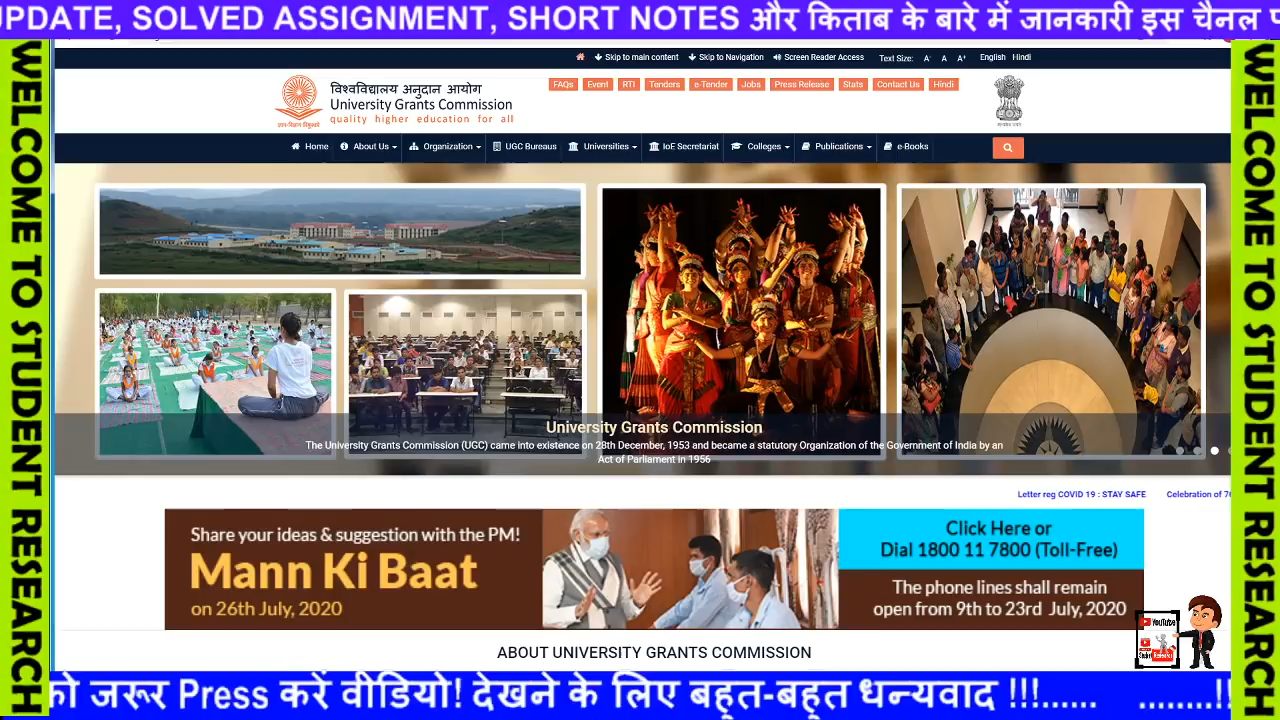 UPDATE, SOLVED ASSIGNMENT, SHORT NOTES और किताब के बारे में जानकारी इस चैनल
WELCOME TO STUDENT RESEARCH
Skip to main content Skip to Navigation Screen Reader Access Text Size: A- A A+ English Hindi
विश्वविद्यालय अनुदान आयोग
University Grants Commission
quality higher education for all
FAQs Event RTI Tenders e-Tender Jobs Press Release Stats Contact Us Hindi
Home About Us Organization UGC Bureaus Universities IoE Secretariat Colleges Publications e-Books
University Grants Commission
The University Grants Commission (UGC) came into existence on 28th December, 1953 and became a statutory Organization of the Government of India by an
Act of Parliament in 1956
Letter reg COVID 19 : STAY SAFE Celebration of
Share your ideas & suggestion with the PM!
Mann Ki Baat
on 26th July, 2020
Click Here or
Dial 1800 11 7800 (Toll-Free)
The phone lines shall remain
open from 9th to 23rd July, 2020
YouTube
ABOUT UNIVERSITY GRANTS COMMISSION
को जरूर Press करें वीडियो! देखने के लिए बहुत-बहुत धन्यवाद !!!...... ........!!
WELCOME TO STUDENT RESEARCH